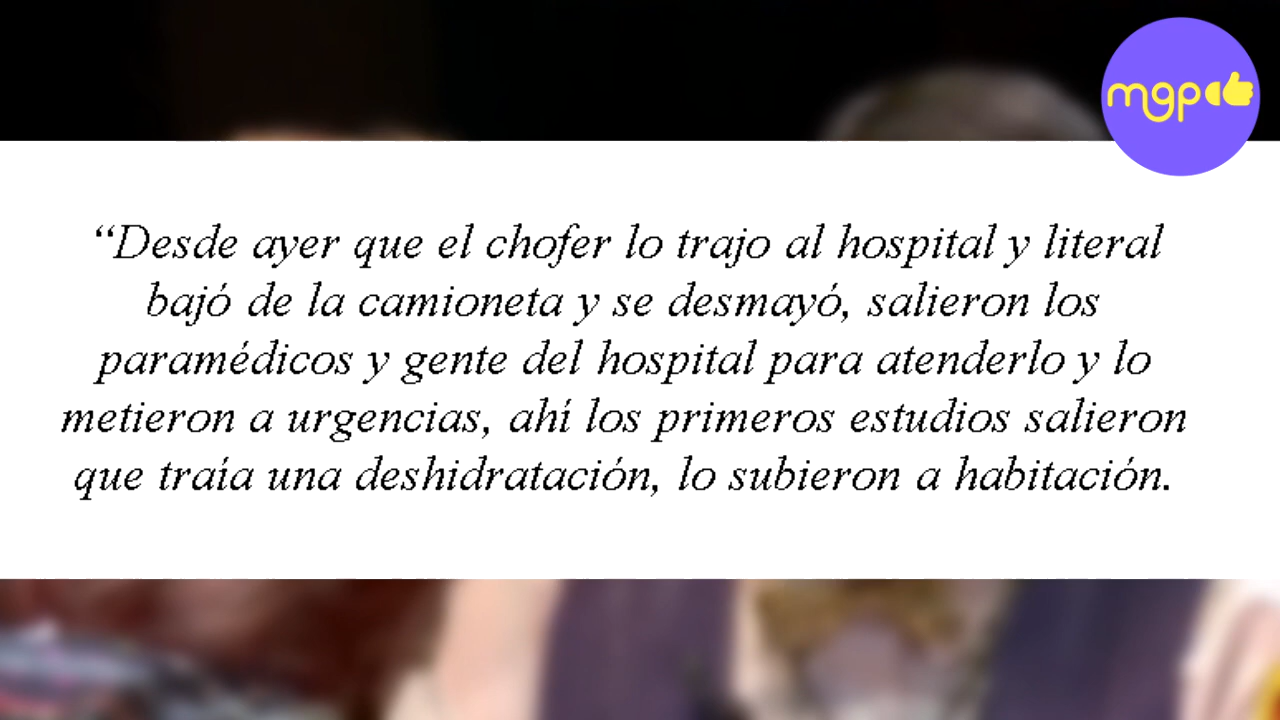 mgp
“Desde ayer que el chofer lo trajo al hospital y literal
bajó de la camioneta y se desmayó, salieron los
paramédicos y gente del hospital para atenderlo y lo
metieron a urgencias, ahí los primeros estudios salieron
que traía una deshidratación, lo subieron a habitación.